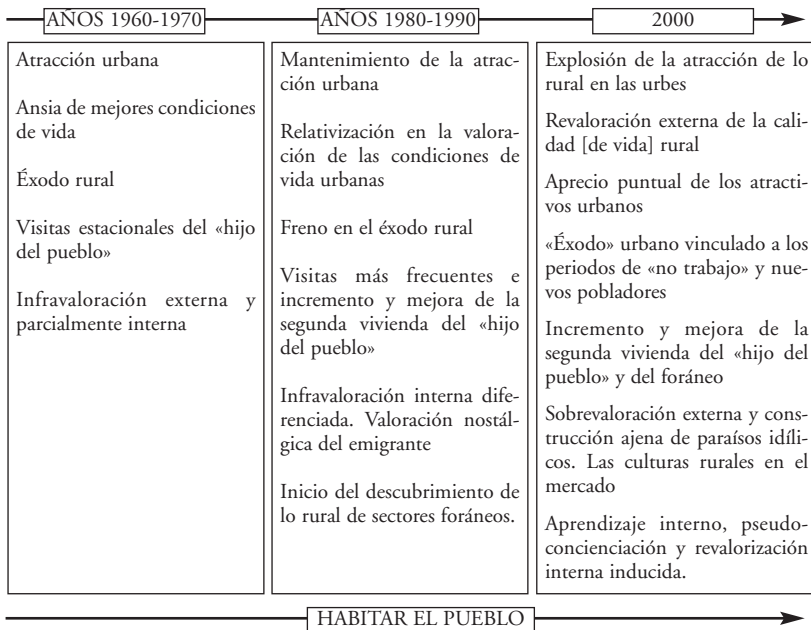 AÑOS 1960-1970
AÑOS 1980-1990
2000
Atracción urbana
Ansia de mejores condiciones
de vida
Éxodo rural
Visitas estacionales del «hijo
del pueblo»
Infravaloración externa y
parcialmente interna
Mantenimiento de la atrac-
ción urbana
Relativización en la valora-
ción de las condiciones de
vida urbanas
Freno en el éxodo rural
Visitas más frecuentes e
incremento y mejora de la
segunda vivienda del «hijo
del pueblo»
Infravaloración interna dife-
renciada. Valoración nostál-
gica del emigrante
Inicio del descubrimiento de
lo rural de sectores foráneos.
Explosión de la atracción de lo
rural en las urbes
Revaloración externa de la cali-
dad [de vida] rural
Aprecio puntual de los atracti-
vos urbanos
«Éxodo» urbano vinculado a los
periodos de «no trabajo» y nue-
vos pobladores
Incremento y mejora de la
segunda vivienda del «hijo del
pueblo» y del foráneo
Sobrevaloración externa y cons-
trucción ajena de paraísos idíli-
cos. Las culturas rurales en el
mercado
Aprendizaje interno, pseudo-
concienciación y revalorización
interna inducida.
HABITAR EL PUEBLO